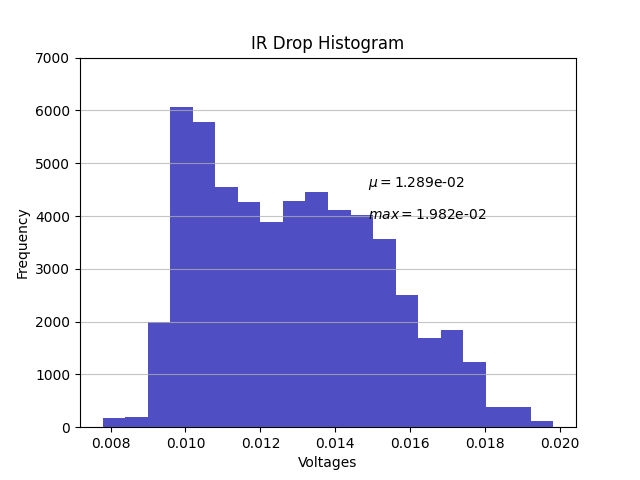 IR Drop Histogram
7000
6000
5000
4000
3000
2000
1000
0
Frequency
μ = 1.289e-02
max = 1.982e-02
0.008 0.010 0.012 0.014 0.016 0.018 0.020
Voltages